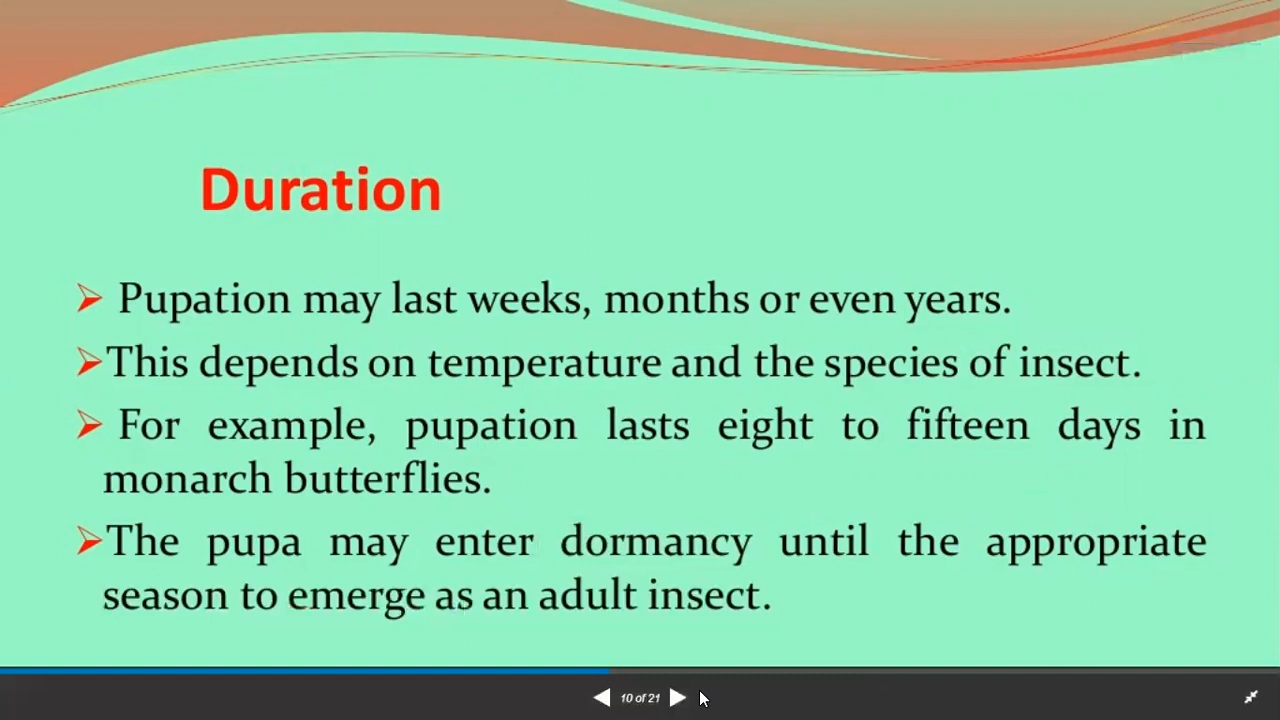 Duration
Pupation may last weeks, months or even years.
This depends on temperature and the species of insect.
For example, pupation lasts eight to fifteen days in
monarch butterflies.
The pupa may enter dormancy until the appropriate
season to emerge as an adult insect.
10 of 21